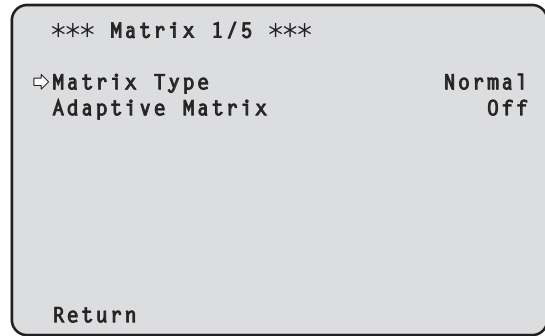 *** Matrix 1/5 ***
⇨Matrix Type Normal
Adaptive Matrix Off
Return